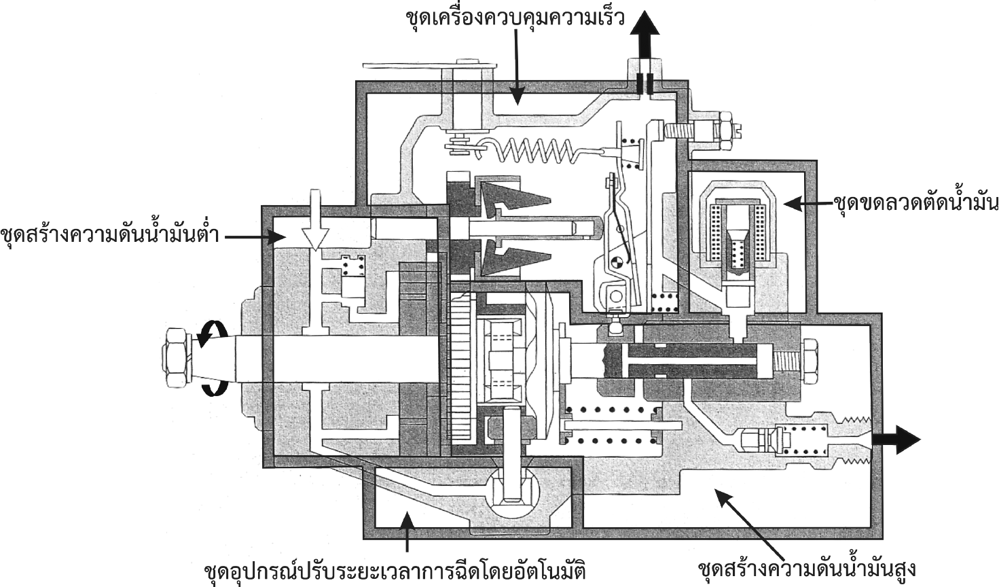 ชุดเครื่องควบคุมความเร็ว
ชุดขดลวดตัดน้ำมัน
ชุดสร้างความดันน้ำมันต่ำ
ชุดอุปกรณ์ปรับระยะเวลาการฉีดโดยอัตโนมัติ
ชุดสร้างความดันน้ำมันสูง